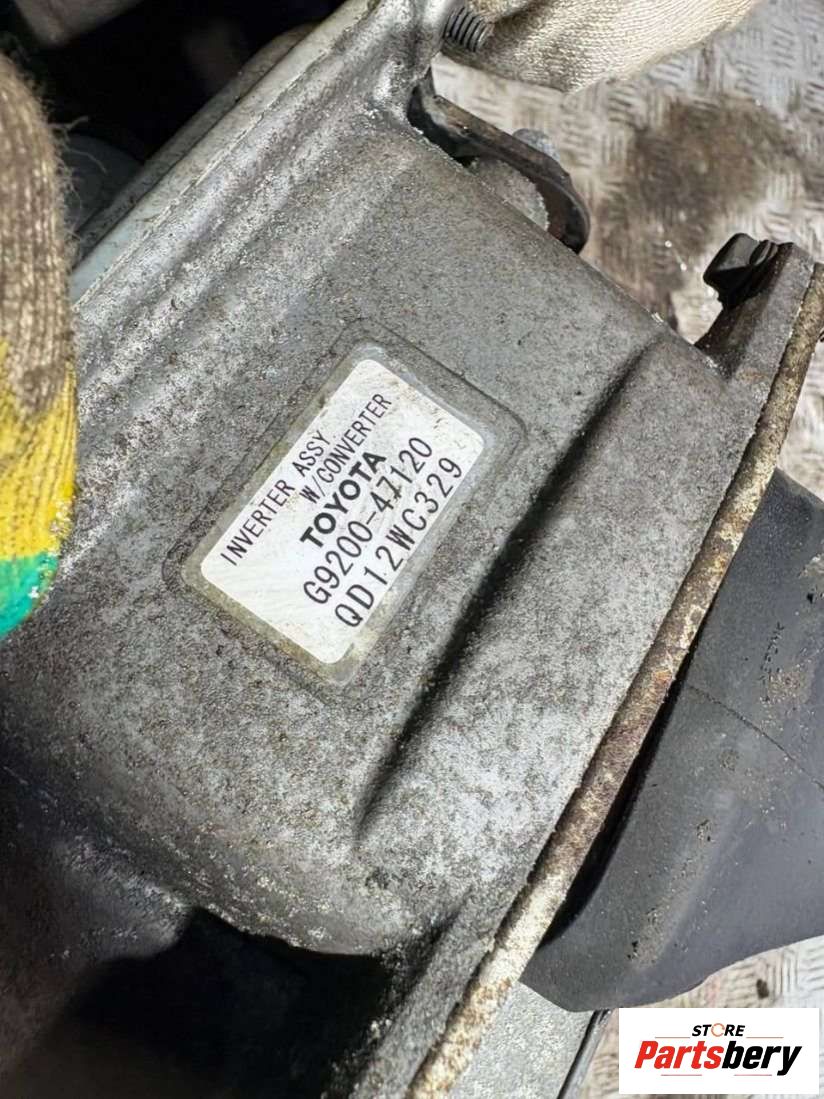 INVERTER ASSY
W/CONVERTER
TOYOTA
G9200-47120
QD12WC329
STORE
Partsbery